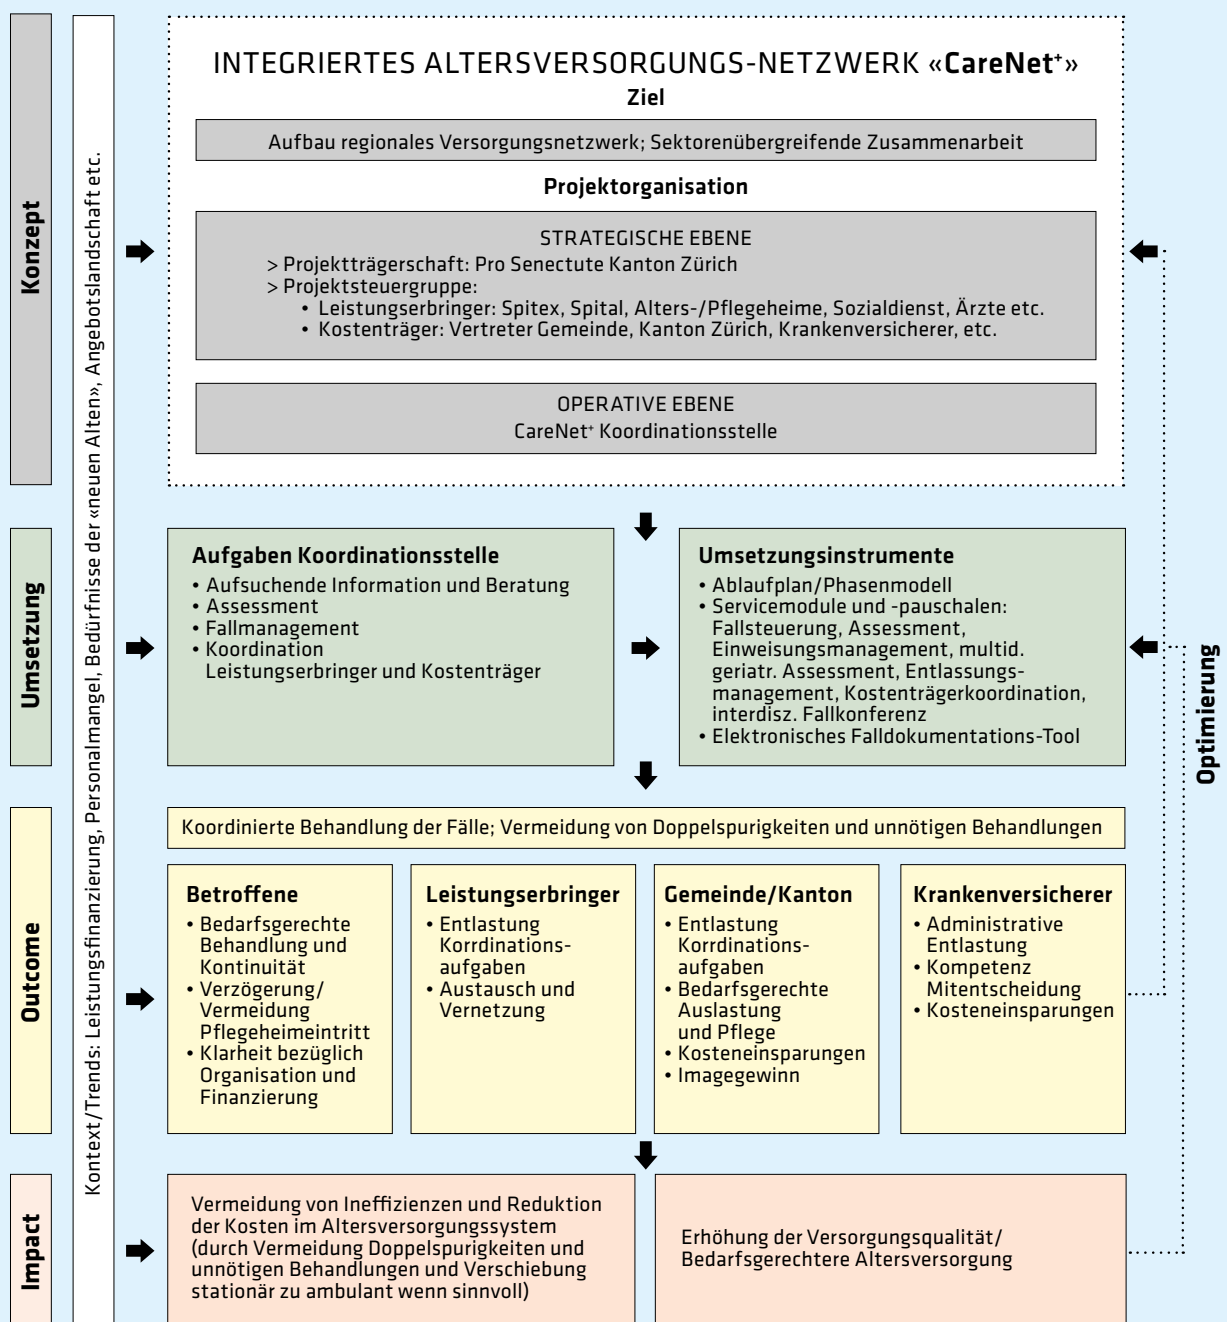 INTEGRIERTES ALTERSVERSORGUNGS-NETZWERK «CareNet⁺»
Ziel
Aufbau regionales Versorgungsnetzwerk; Sektorenübergreifende Zusammenarbeit
Projektorganisation
STRATEGISCHE EBENE
> Projektträgerschaft: Pro Senectute Kanton Zürich
> Projektsteuergruppe:
• Leistungserbringer: Spitex, Spital, Alters-/Pflegeheime, Sozialdienst, Ärzte etc.
• Kostenträger: Vertreter Gemeinde, Kanton Zürich, Krankenversicherer, etc.
OPERATIVE EBENE
CareNet⁺ Koordinationsstelle
Konzept
Kontext/Trends: Leistungsfinanzierung, Personalmangel, Bedürfnisse der «neuen Alten», Angebotslandschaft etc.
Umsetzung
Aufgaben Koordinationsstelle
• Aufsuchende Information und Beratung
• Assessment
• Fallmanagement
• Koordination
Leistungserbringer und Kostenträger
Umsetzungsinstrumente
• Ablaufplan/Phasenmodell
• Servicemodule und -pauschalen:
Fallsteuerung, Assessment,
Einweisungsmanagement, multid.
geriatr. Assessment, Entlassungs-
management, Kostenträgerkoordination,
interdisz. Fallkonferenz
• Elektronisches Falldokumentations-Tool
Optimierung
Outcome
Koordinierte Behandlung der Fälle; Vermeidung von Doppelspurigkeiten und unnötigen Behandlungen
Betroffene
• Bedarfsgerechte
Behandlung und
Kontinuität
• Verzögerung/
Vermeidung
Pflegeheimeintritt
• Klarheit bezüglich
Organisation und
Finanzierung
Leistungserbringer
• Entlastung
Korrdinations-
aufgaben
• Austausch und
Vernetzung
Gemeinde/Kanton
• Entlastung
Korrdinations-
aufgaben
• Bedarfsgerechte
Auslastung
und Pflege
• Kosteneinsparungen
• Imagegewinn
Krankenversicherer
• Administrative
Entlastung
• Kompetenz
Mitentscheidung
• Kosteneinsparungen
Impact
Vermeidung von Ineffizienzen und Reduktion
der Kosten im Altersversorgungssystem
(durch Vermeidung Doppelspurigkeiten und
unnötigen Behandlungen und Verschiebung
stationär zu ambulant wenn sinnvoll)
Erhöhung der Versorgungsqualität/
Bedarfsgerechtere Altersversorgung